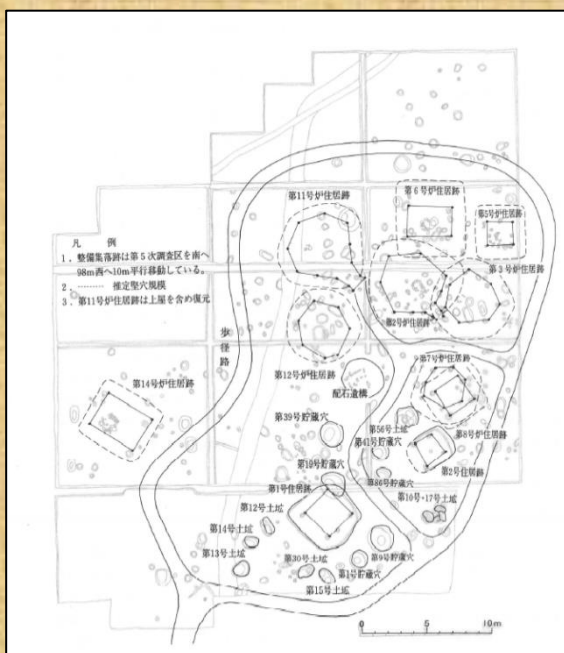 第11号炉住居跡
第6号炉住居跡
第5号炉住居跡
凡　例
1．整備集落跡は第5次調査区を南へ
98m西へ10m平行移動している。
2．……… 推定竪穴規模
3．第11号炉住居跡は上屋を含め復元
第3号炉住居跡
第2号炉住居跡
歩径路
第12号炉住居跡
第7号炉住居跡
第14号炉住居跡
配石遺構
第39号貯蔵穴
第56号土坑
第41号貯蔵穴
第8号炉住居跡
第19号貯蔵穴
第2号住居跡
第1号住居跡
第86号貯蔵穴
第12号土坑
第16号・17号土坑
第14号土坑
第13号土坑
第30号土坑
第9号貯蔵穴
第1号貯蔵穴
第15号土坑
0 5 10m